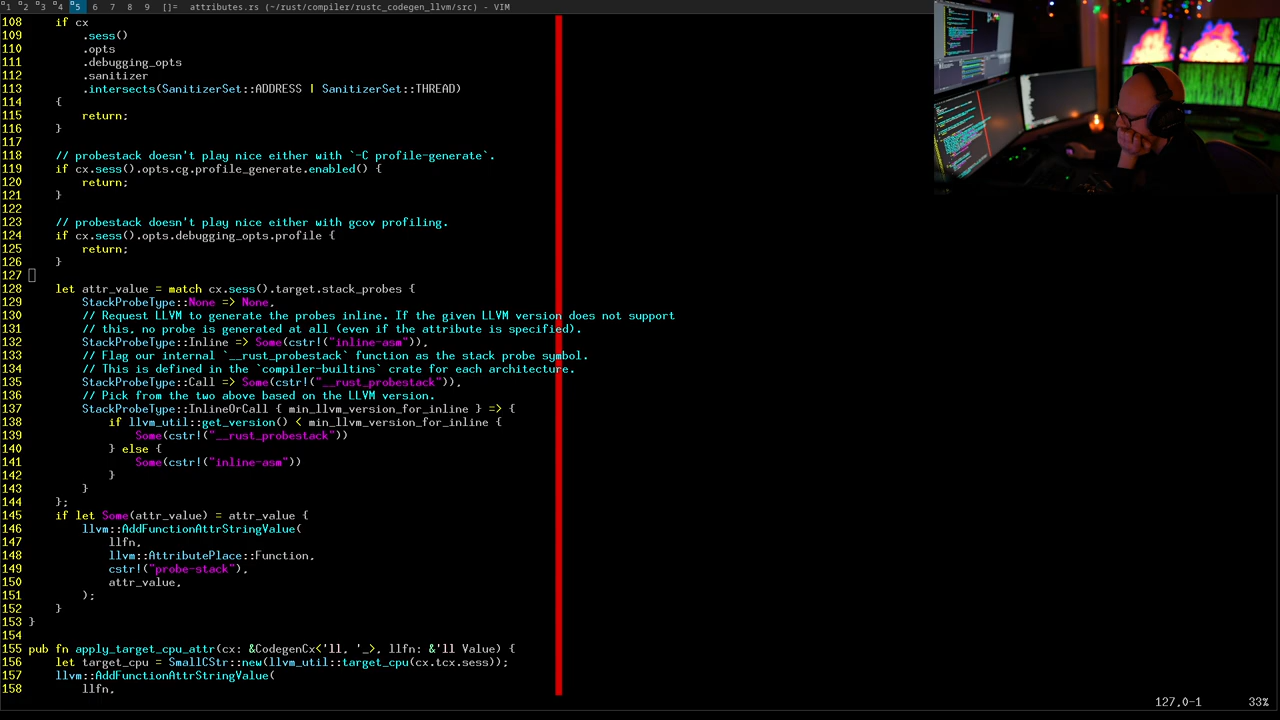 1 2 3 4 5 6 7 8 9 []= attributes.rs (~/rust/compiler/rustc_codegen_llvm/src) - VIM
108     if cx
109         .sess()
110         .opts
111         .debugging_opts
112         .sanitizer
113         .intersects(SanitizerSet::ADDRESS | SanitizerSet::THREAD)
114     {
115         return;
116     }
117
118     // probestack doesn't play nice either with `-C profile-generate`.
119     if cx.sess().opts.cg.profile_generate.enabled() {
120         return;
121     }
122
123     // probestack doesn't play nice either with gcov profiling.
124     if cx.sess().opts.debugging_opts.profile {
125         return;
126     }
127
128     let attr_value = match cx.sess().target.stack_probes {
129         StackProbeType::None => None,
130         // Request LLVM to generate the probes inline. If the given LLVM version does not support
131         // this, no probe is generated at all (even if the attribute is specified).
132         StackProbeType::Inline => Some(cstr!("inline-asm")),
133         // Flag our internal `__rust_probestack` function as the stack probe symbol.
134         // This is defined in the `compiler-builtins` crate for each architecture.
135         StackProbeType::Call => Some(cstr!("__rust_probestack")),
136         // Pick from the two above based on the LLVM version.
137         StackProbeType::InlineOrCall { min_llvm_version_for_inline } => {
138             if llvm_util::get_version() < min_llvm_version_for_inline {
139                 Some(cstr!("__rust_probestack"))
140             } else {
141                 Some(cstr!("inline-asm"))
142             }
143         }
144     };
145     if let Some(attr_value) = attr_value {
146         llvm::AddFunctionAttrStringValue(
147             llfn,
148             llvm::AttributePlace::Function,
149             cstr!("probe-stack"),
150             attr_value,
151         );
152     }
153 }
154
155 pub fn apply_target_cpu_attr(cx: &CodegenCx<'ll, '_>, llfn: &'ll Value) {
156     let target_cpu = SmallCStr::new(llvm_util::target_cpu(cx.tcx.sess));
157     llvm::AddFunctionAttrStringValue(
158             llfn,
127,0-1 33%